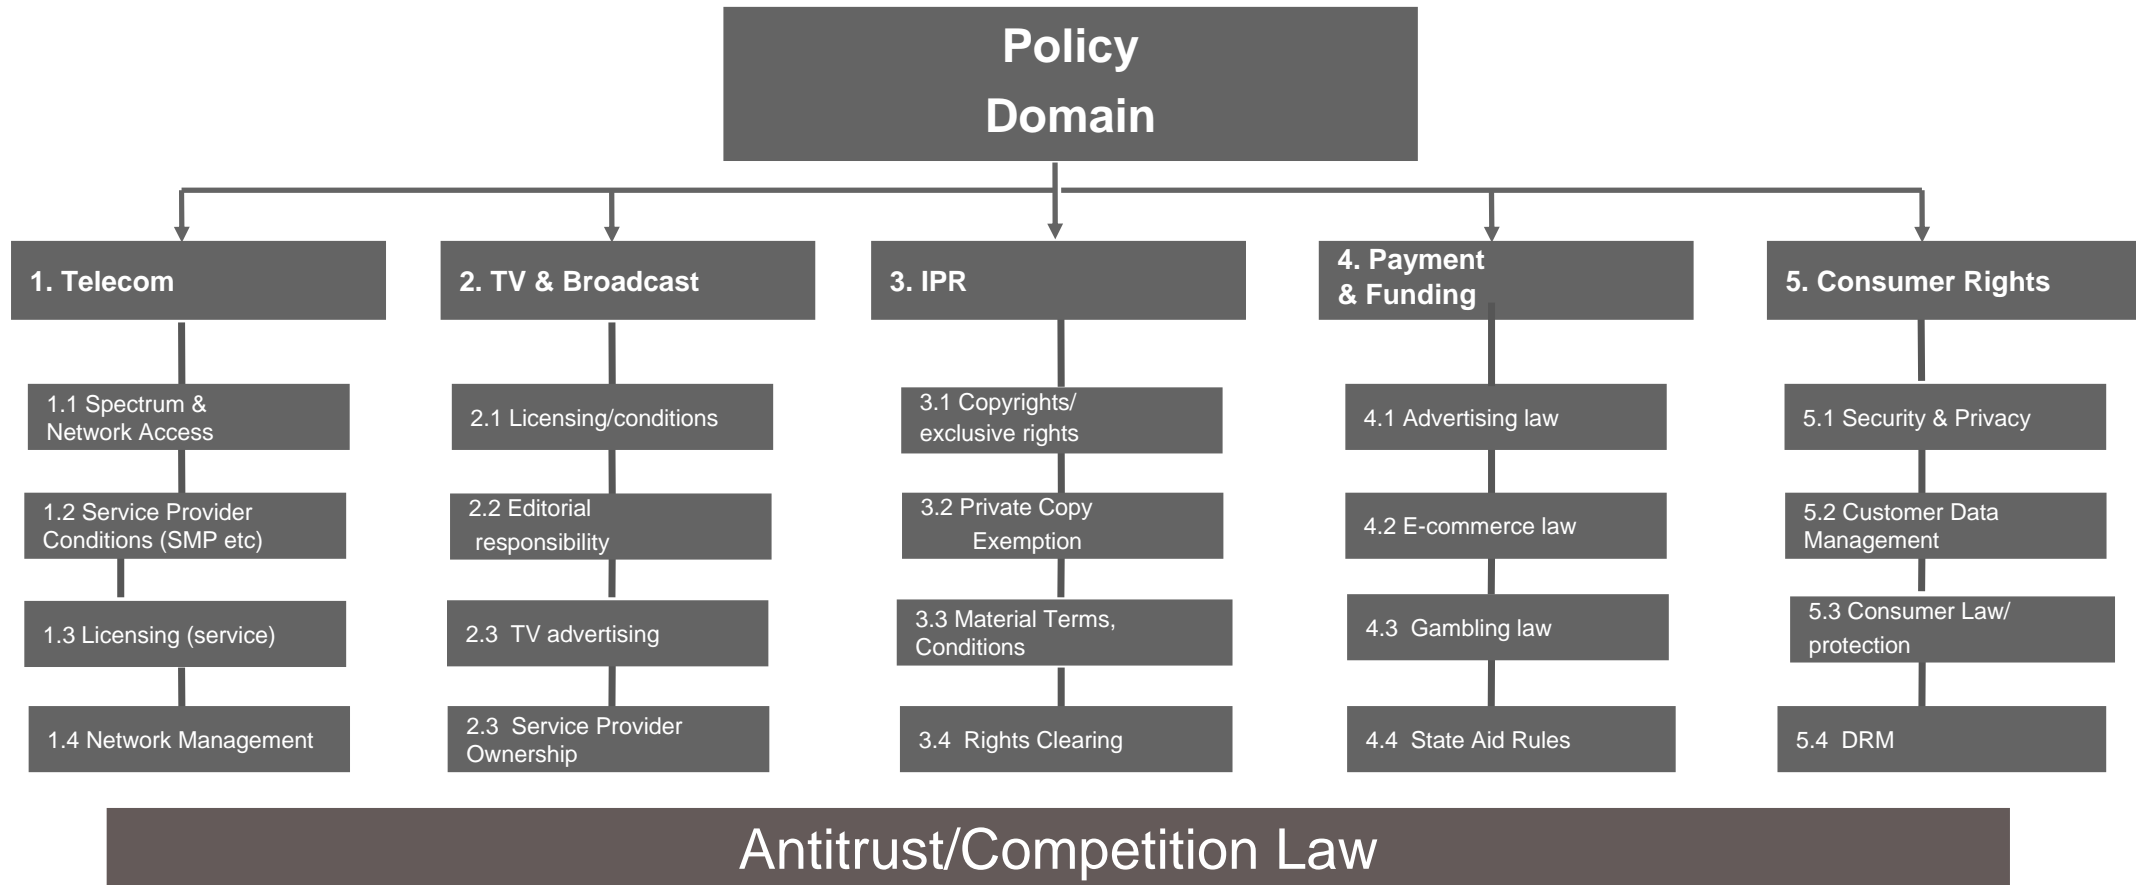 Policy
Domain
1. Telecom
2. TV & Broadcast
3. IPR
4. Payment
& Funding
5. Consumer Rights
1.1 Spectrum &
Network Access
1.2 Service Provider
Conditions (SMP etc)
1.3 Licensing (service)
1.4 Network Management
2.1 Licensing/conditions
2.2 Editorial
responsibility
2.3 TV advertising
2.3 Service Provider
Ownership
3.1 Copyrights/
exclusive rights
3.2 Private Copy
Exemption
3.3 Material Terms,
Conditions
3.4 Rights Clearing
4.1 Advertising law
4.2 E-commerce law
4.3 Gambling law
4.4 State Aid Rules
5.1 Security & Privacy
5.2 Customer Data
Management
5.3 Consumer Law/
protection
5.4 DRM
Antitrust/Competition Law